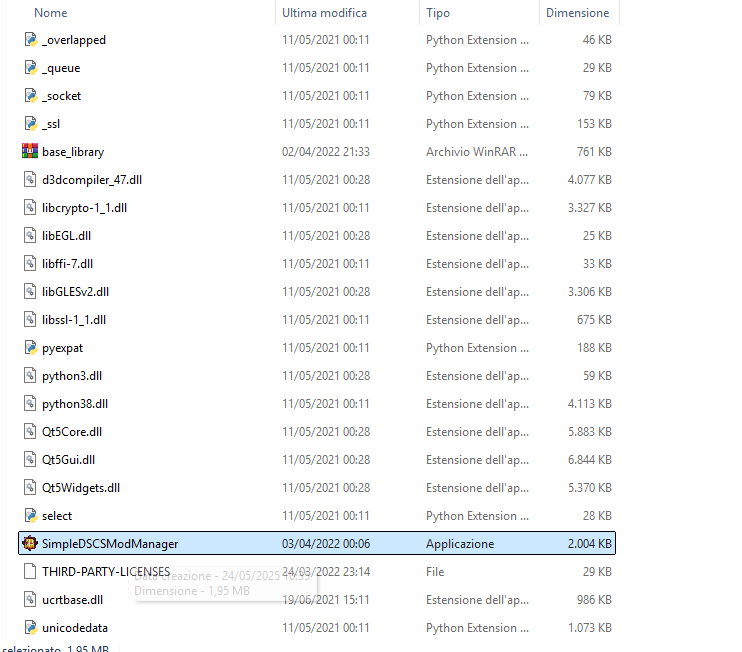 Nome Ultima modifica Tipo Dimensione
_overlapped 11/05/2021 00:11 Python Extension ... 46 KB
_queue 11/05/2021 00:11 Python Extension ... 29 KB
_socket 11/05/2021 00:11 Python Extension ... 79 KB
_ssl 11/05/2021 00:11 Python Extension ... 153 KB
base_library 02/04/2022 21:33 Archivio WinRAR ... 761 KB
d3dcompiler_47.dll 11/05/2021 00:28 Estensione dell'ap... 4.077 KB
libcrypto-1_1.dll 11/05/2021 00:11 Estensione dell'ap... 3.327 KB
libEGL.dll 11/05/2021 00:28 Estensione dell'ap... 25 KB
libffi-7.dll 11/05/2021 00:11 Estensione dell'ap... 33 KB
libGLESv2.dll 11/05/2021 00:28 Estensione dell'ap... 3.306 KB
libssl-1_1.dll 11/05/2021 00:11 Estensione dell'ap... 675 KB
pyexpat 11/05/2021 00:11 Python Extension ... 188 KB
python3.dll 11/05/2021 00:28 Estensione dell'ap... 59 KB
python38.dll 11/05/2021 00:11 Estensione dell'ap... 4.113 KB
Qt5Core.dll 11/05/2021 00:28 Estensione dell'ap... 5.883 KB
Qt5Gui.dll 11/05/2021 00:28 Estensione dell'ap... 6.844 KB
Qt5Widgets.dll 11/05/2021 00:28 Estensione dell'ap... 5.370 KB
select 11/05/2021 00:11 Python Extension ... 28 KB
SimpleDSCSModManager 03/04/2022 00:06 Applicazione 2.004 KB
THIRD-PARTY-LICENSES 24/03/2022 23:14 File 29 KB
Data creazione - 24/05/2025
Dimensione - 1,95 MB
ucrtbase.dll 19/06/2021 15:11 Estensione dell'ap... 986 KB
unicodedata 11/05/2021 00:11 Python Extension ... 1.073 KB
selezionato 1,95 MB